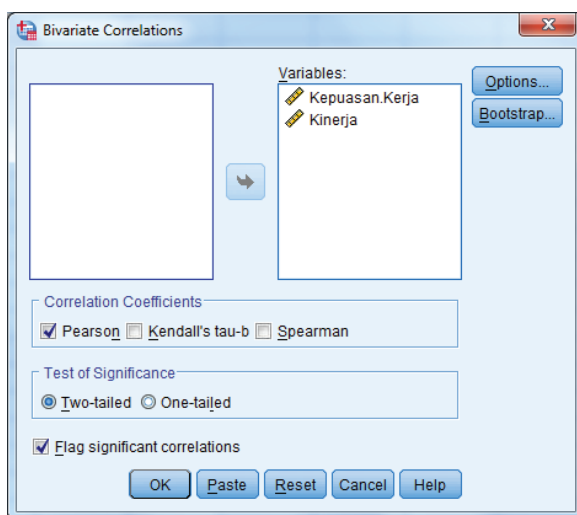 Bivariate Correlations
Variables:
Kepuasan.Kerja
Kinerja
Options...
Bootstrap...
Correlation Coefficients
Pearson Kendall's tau-b Spearman
Test of Significance
Two-tailed One-tailed
Flag significant correlations
OK Paste Reset Cancel Help